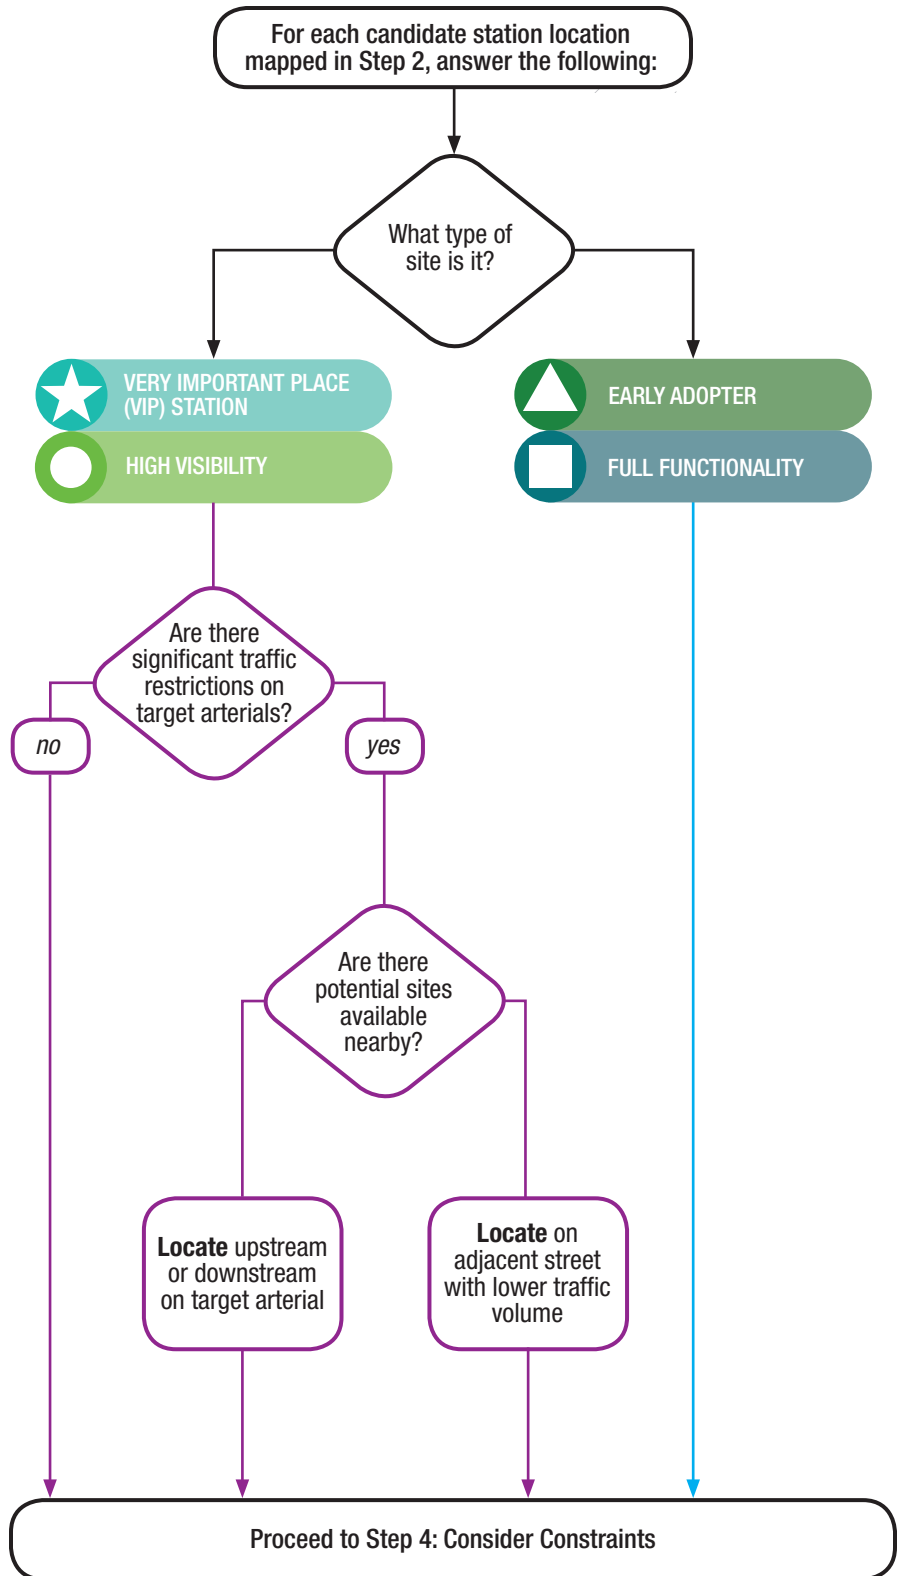 For each candidate station location
mapped in Step 2, answer the following:
What type of
site is it?
VERY IMPORTANT PLACE
(VIP) STATION
HIGH VISIBILITY
EARLY ADOPTER
FULL FUNCTIONALITY
Are there
significant traffic
restrictions on
target arterials?
no
yes
Are there
potential sites
available
nearby?
Locate upstream
or downstream
on target arterial
Locate on
adjacent street
with lower traffic
volume
Proceed to Step 4: Consider Constraints